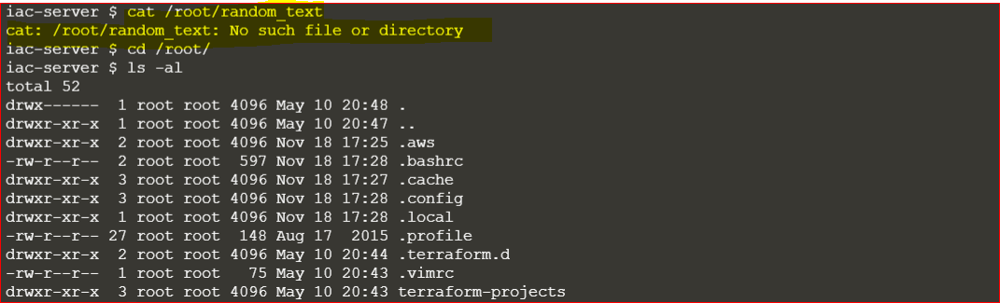 iac-server $ cat /root/random_text
cat: /root/random_text: No such file or directory
iac-server $ cd /root/
iac-server $ ls -al
total 52
drwx------  1 root root 4096 May 10 20:48 .
drwxr-xr-x  1 root root 4096 May 10 20:47 ..
drwxr-xr-x  2 root root 4096 Nov 18 17:25 .aws
-rw-r--r--  2 root root  597 Nov 18 17:28 .bashrc
drwxr-xr-x  3 root root 4096 Nov 18 17:27 .cache
drwxr-xr-x  3 root root 4096 Nov 18 17:28 .config
drwxr-xr-x  1 root root 4096 Nov 18 17:28 .local
-rw-r--r-- 27 root root  148 Aug 17  2015 .profile
drwxr-xr-x  2 root root 4096 May 10 20:44 .terraform.d
-rw-r--r--  1 root root   75 May 10 20:43 .vimrc
drwxr-xr-x  3 root root 4096 May 10 20:43 terraform-projects